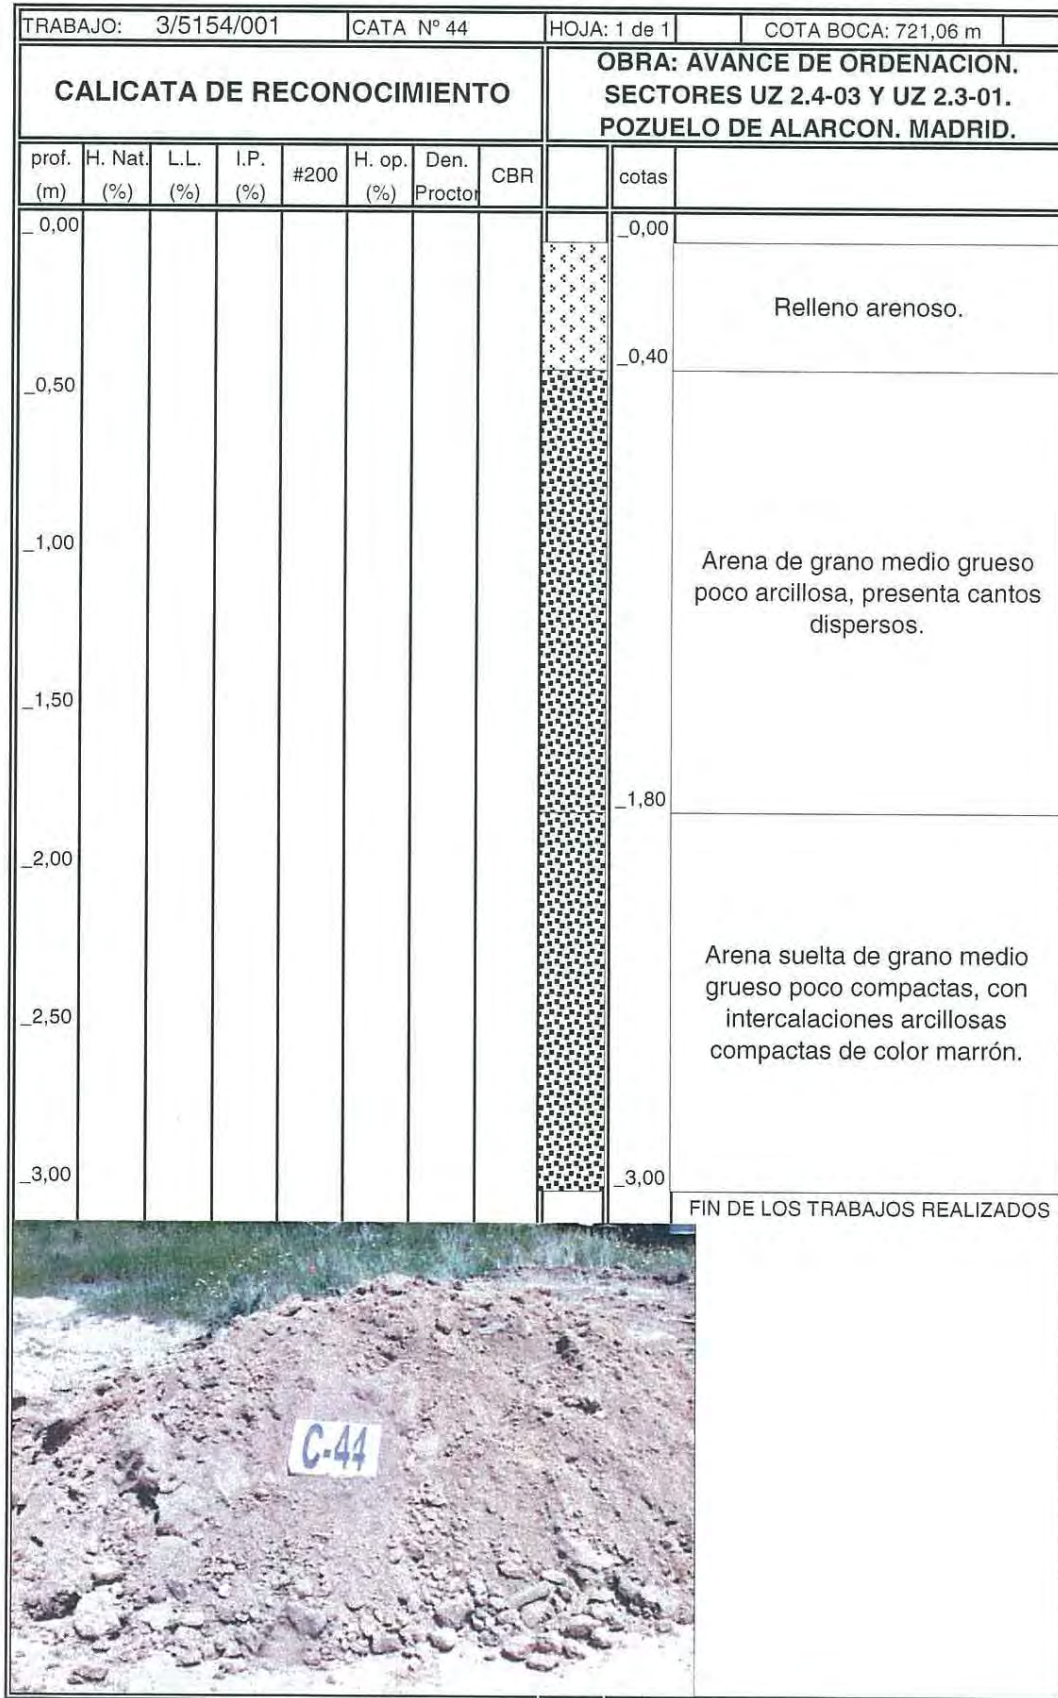 TRABAJO: 3/5154/001 CATA Nº 44 HOJA: 1 de 1 COTA BOCA: 721,06 m
CALICATA DE RECONOCIMIENTO
OBRA: AVANCE DE ORDENACION.
SECTORES UZ 2.4-03 Y UZ 2.3-01.
POZUELO DE ALARCON. MADRID.
prof. H. Nat. L.L. I.P. #200 H. op. Den. CBR cotas
(m) (%) (%) (%) (%) Proctor
_ 0,00 _0,00
Relleno arenoso.
_0,40
_0,50
_1,00
Arena de grano medio grueso
poco arcillosa, presenta cantos
dispersos.
_1,50
_1,80
_2,00
Arena suelta de grano medio
grueso poco compactas, con
intercalaciones arcillosas
compactas de color marrón.
_2,50
_3,00 _3,00
FIN DE LOS TRABAJOS REALIZADOS
C-44